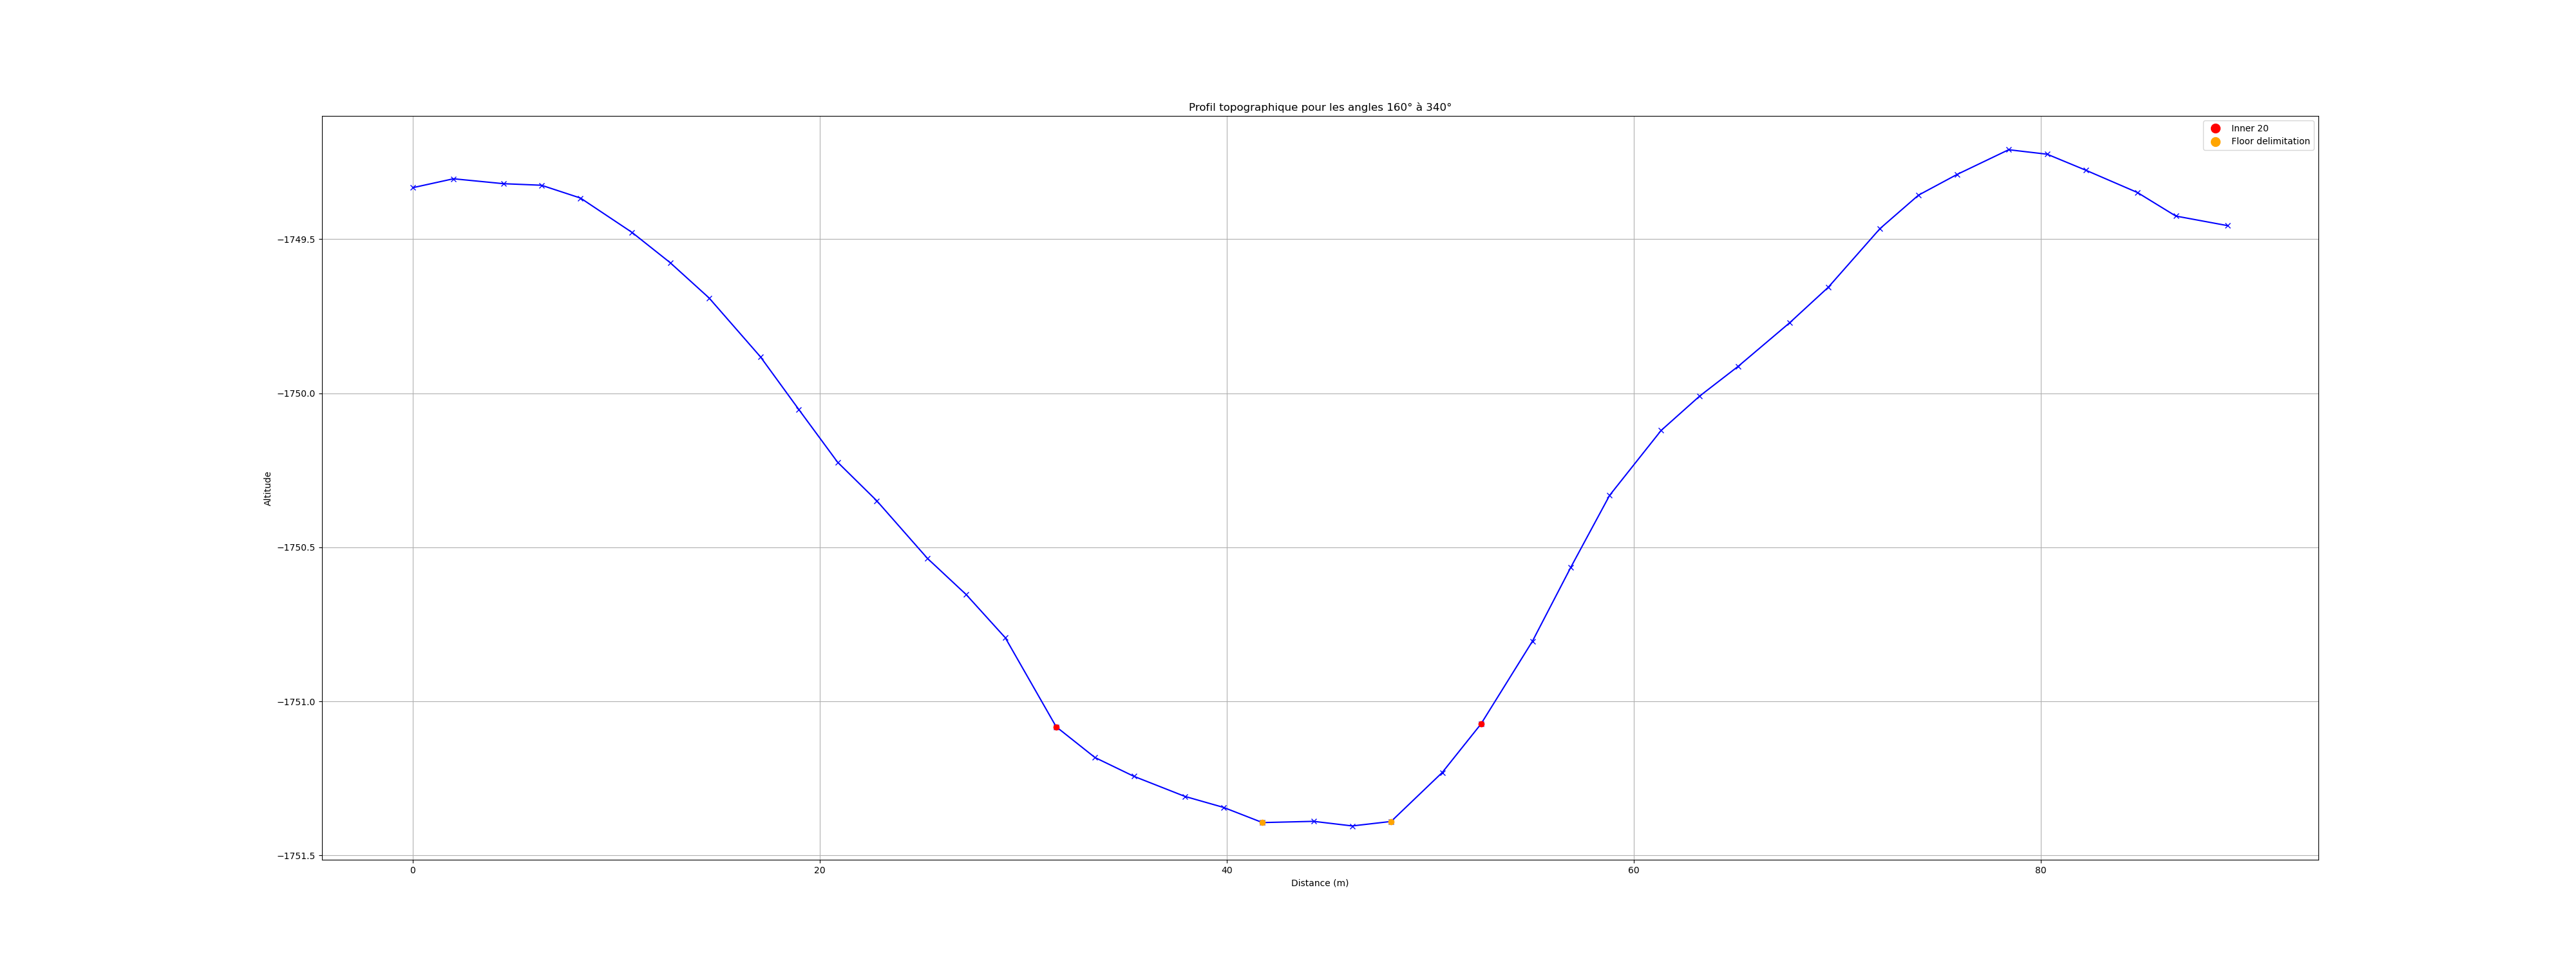 Profil topographique pour les angles 160° à 340°
Inner 20
Floor delimitation
−1749.5
−1750.0
−1750.5
−1751.0
−1751.5
Altitude
0 20 40 60 80
Distance (m)